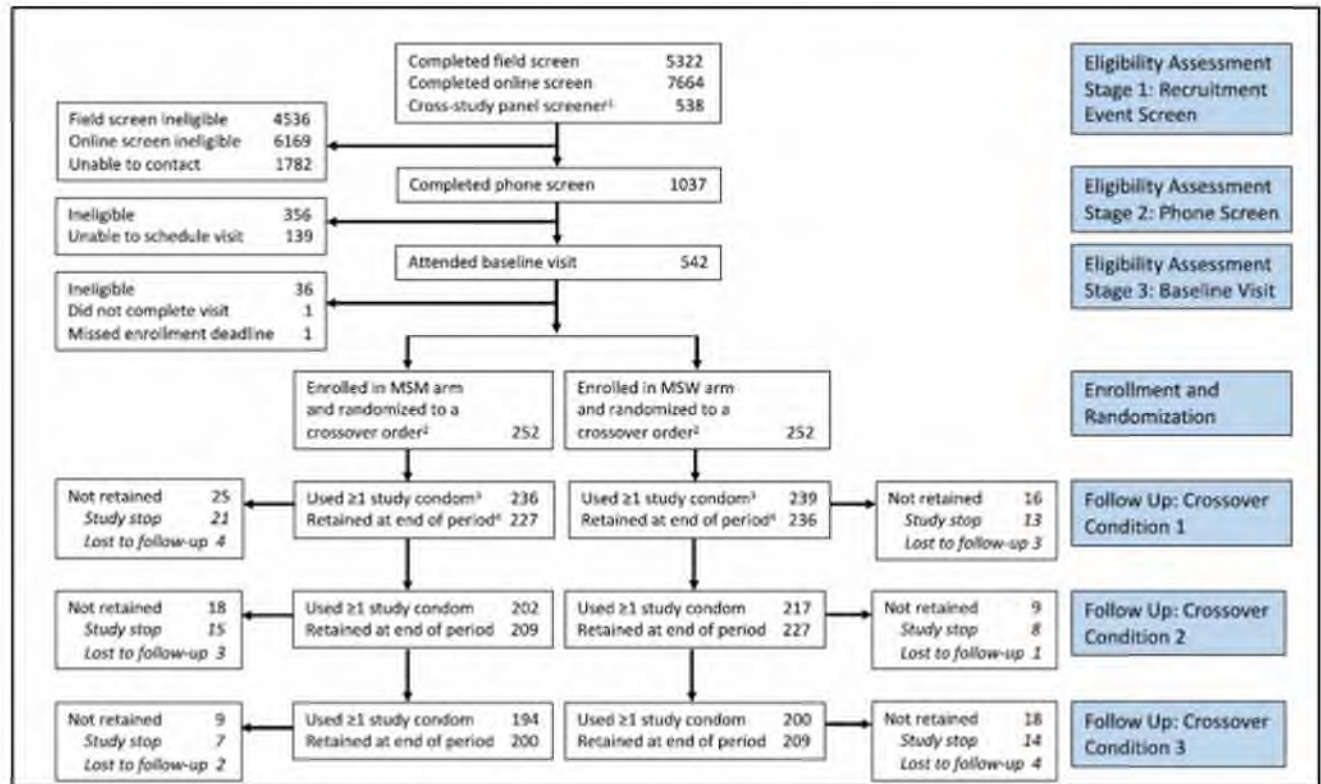 Completed field screen 5322
Completed online screen 7664
Cross-study panel screener¹ 538
Eligibility Assessment
Stage 1: Recruitment
Event Screen
Field screen ineligible 4536
Online screen ineligible 6169
Unable to contact 1782
Completed phone screen 1037
Eligibility Assessment
Stage 2: Phone Screen
Ineligible 356
Unable to schedule visit 139
Attended baseline visit 542
Eligibility Assessment
Stage 3: Baseline Visit
Ineligible 36
Did not complete visit 1
Missed enrollment deadline 1
Enrolled in MSM arm
and randomized to a
crossover order² 252
Enrolled in MSW arm
and randomized to a
crossover order² 252
Enrollment and
Randomization
Not retained 25
Study stop 21
Lost to follow-up 4
Used ≥1 study condom³ 236
Retained at end of period⁴ 227
Used ≥1 study condom³ 239
Retained at end of period⁴ 236
Not retained 16
Study stop 13
Lost to follow-up 3
Follow Up: Crossover
Condition 1
Not retained 18
Study stop 15
Lost to follow-up 3
Used ≥1 study condom 202
Retained at end of period 209
Used ≥1 study condom 217
Retained at end of period 227
Not retained 9
Study stop 8
Lost to follow-up 1
Follow Up: Crossover
Condition 2
Not retained 9
Study stop 7
Lost to follow-up 2
Used ≥1 study condom 194
Retained at end of period 200
Used ≥1 study condom 200
Retained at end of period 209
Not retained 18
Study stop 14
Lost to follow-up 4
Follow Up: Crossover
Condition 3